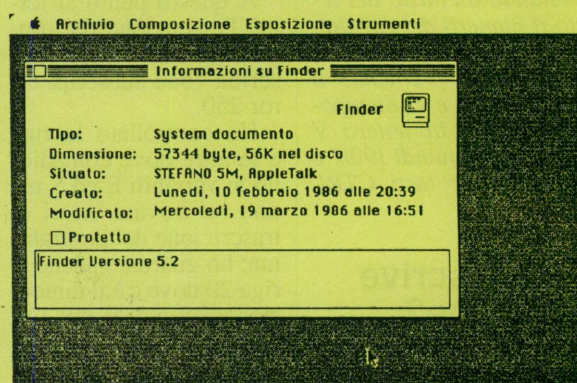 Archivio Composizione Esposizione Strumenti
Informazioni su Finder
Finder
Tipo: System documento
Dimensione: 57344 byte, 56K nel disco
Situato: STEFANO 5M, AppleTalk
Creato: Lunedì, 10 febbraio 1986 alle 20:39
Modificato: Mercoledì, 19 marzo 1986 alle 16:51
Protetto
Finder Versione 5.2